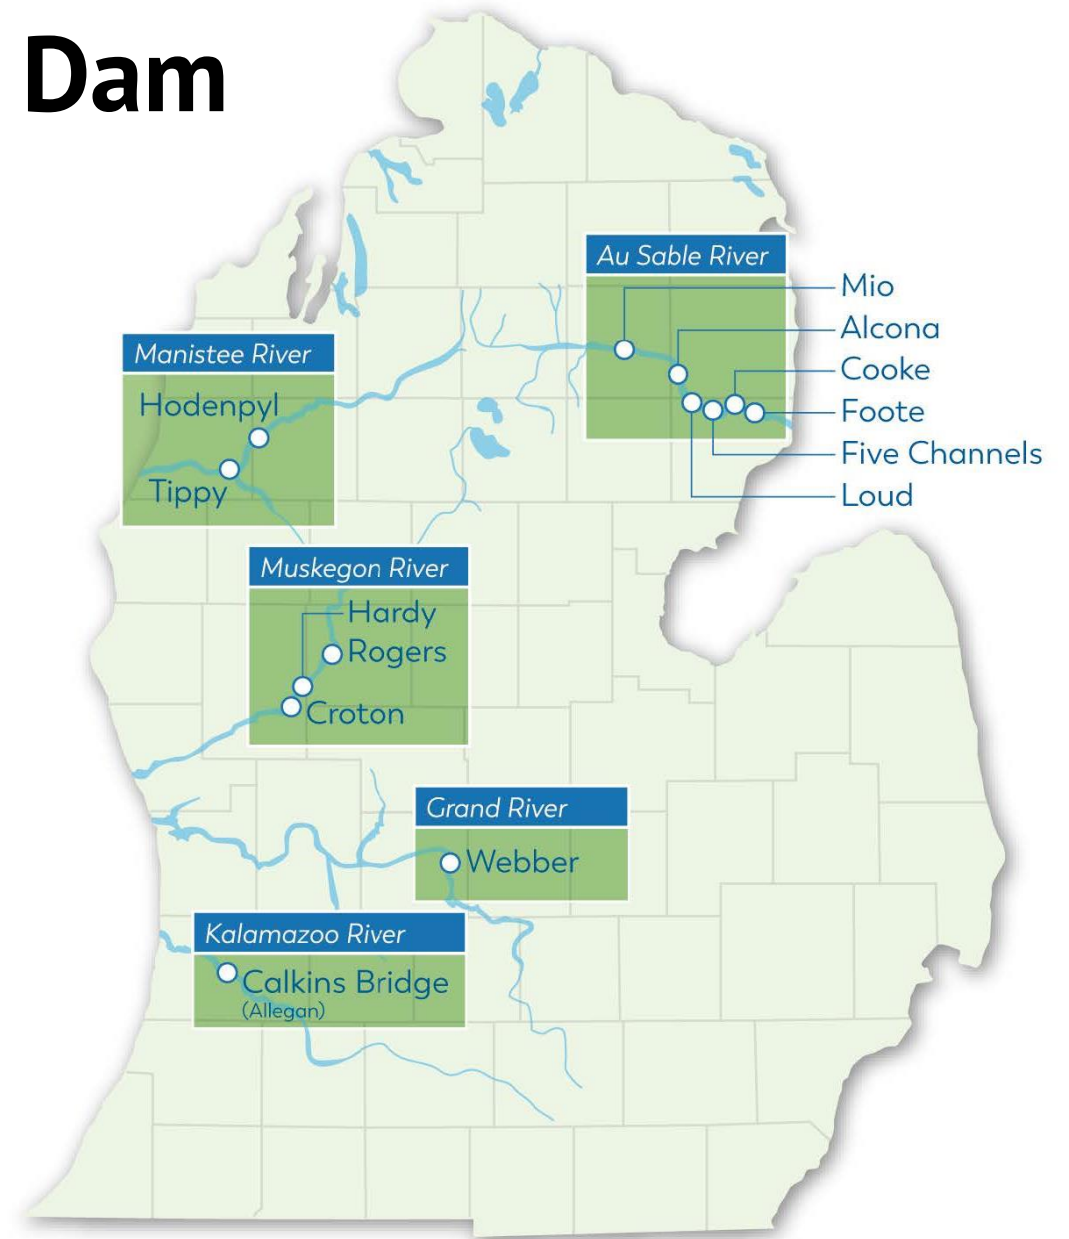 Dam
Au Sable River
Mio
Alcona
Cooke
Foote
Five Channels
Loud
Manistee River
Hodenpyl
Tippy
Muskegon River
Hardy
Rogers
Croton
Grand River
Webber
Kalamazoo River
Calkins Bridge
(Allegan)